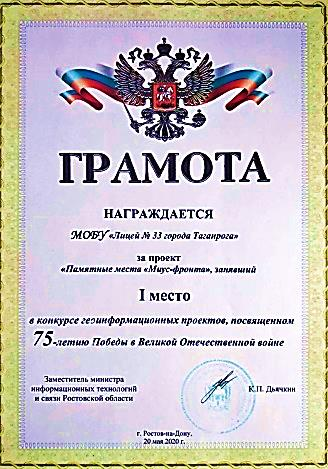 ГРАМОТА
НАГРАЖДАЕТСЯ
МОБУ «Лицей № 33 города Таганрога»
за проект
«Памятные места «Миус-фронта», занявший
I место
в конкурсе геоинформационных проектов, посвященном
75-летию Победы в Великой Отечественной войне
Заместитель министра
информационных технологий
и связи Ростовской области
К.П. Дьячкин
г. Ростов-на-Дону,
20 мая 2020 г.